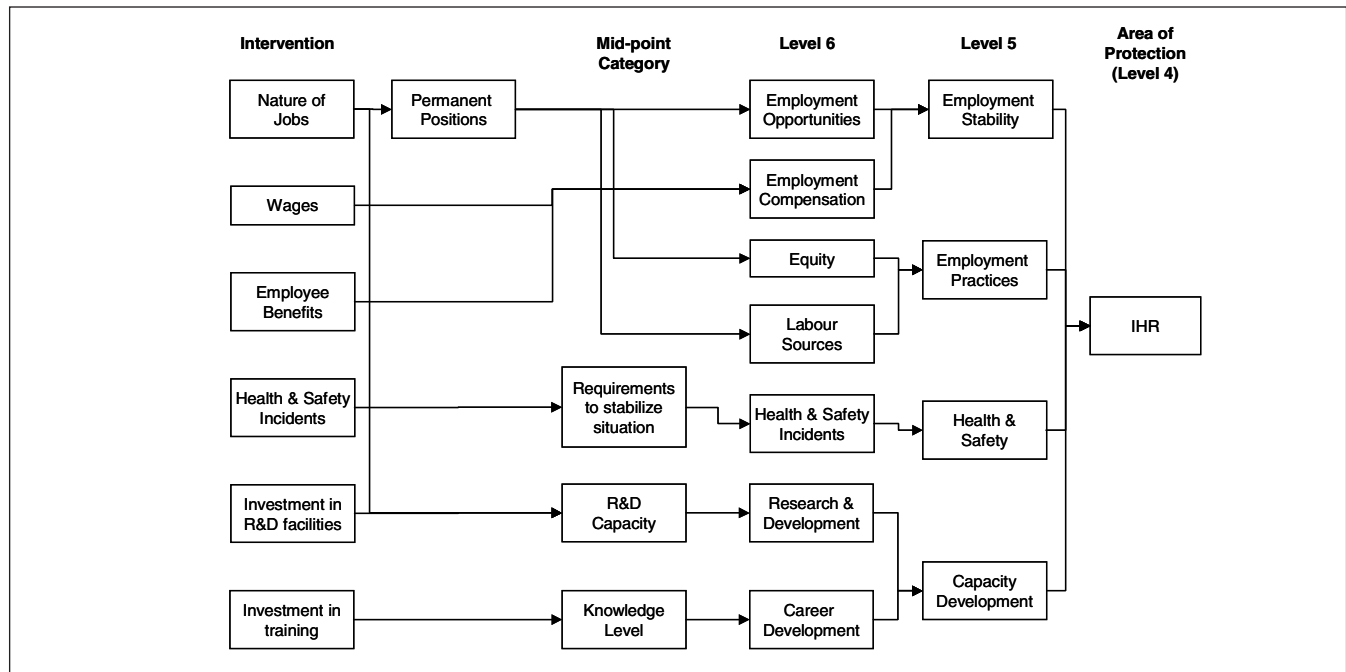 Intervention
Mid-point
Category
Level 6
Level 5
Area of
Protection
(Level 4)
Nature of
Jobs
Permanent
Positions
Employment
Opportunities
Employment
Stability
Wages
Employment
Compensation
Employee
Benefits
Equity
Employment
Practices
Labour
Sources
IHR
Health & Safety
Incidents
Requirements
to stabilize
situation
Health & Safety
Incidents
Health &
Safety
Investment in
R&D facilities
R&D
Capacity
Research &
Development
Capacity
Development
Investment in
training
Knowledge
Level
Career
Development